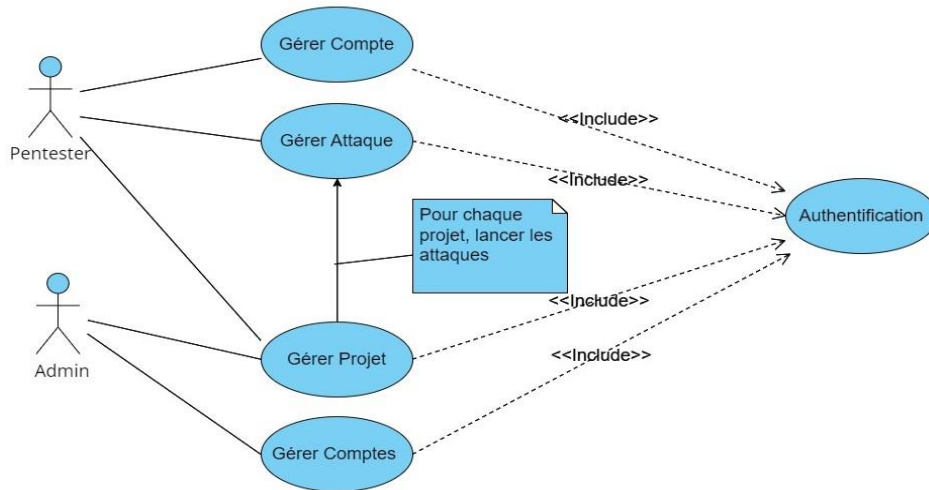 Gérer Compte
<<Include>>
Pentester
Gérer Attaque
<<Include>>
Authentification
Pour chaque
projet, lancer les
attaques
<<Include>>
Admin
Gérer Projet
<<Include>>
Gérer Comptes